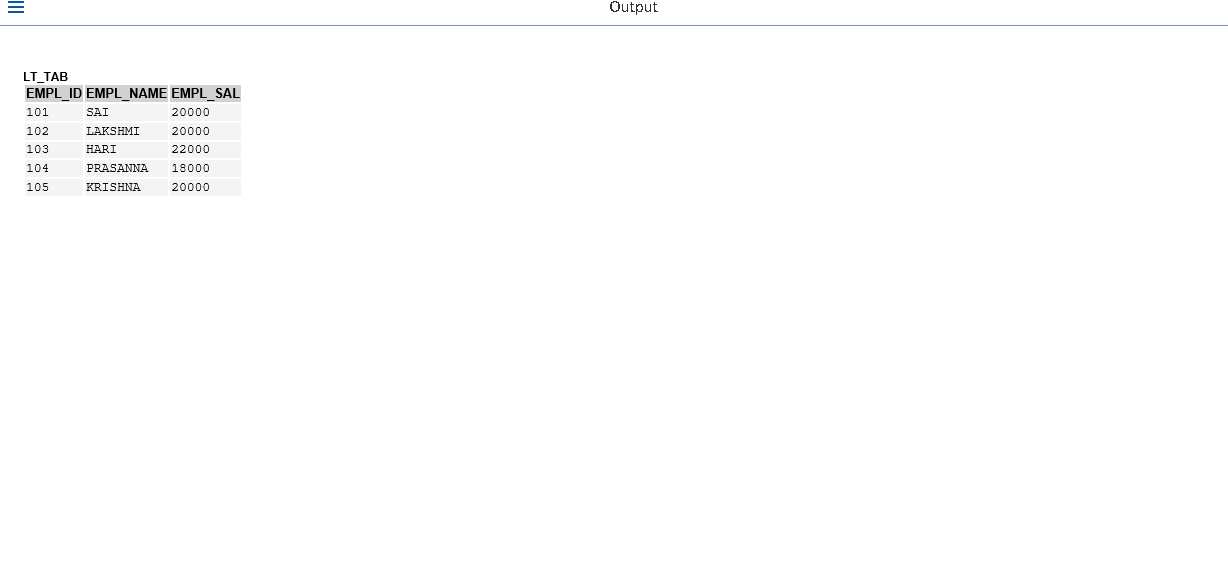 Output
LT_TAB
EMPL_ID EMPL_NAME EMPL_SAL
101 SAI 20000
102 LAKSHMI 20000
103 HARI 22000
104 PRASANNA 18000
105 KRISHNA 20000